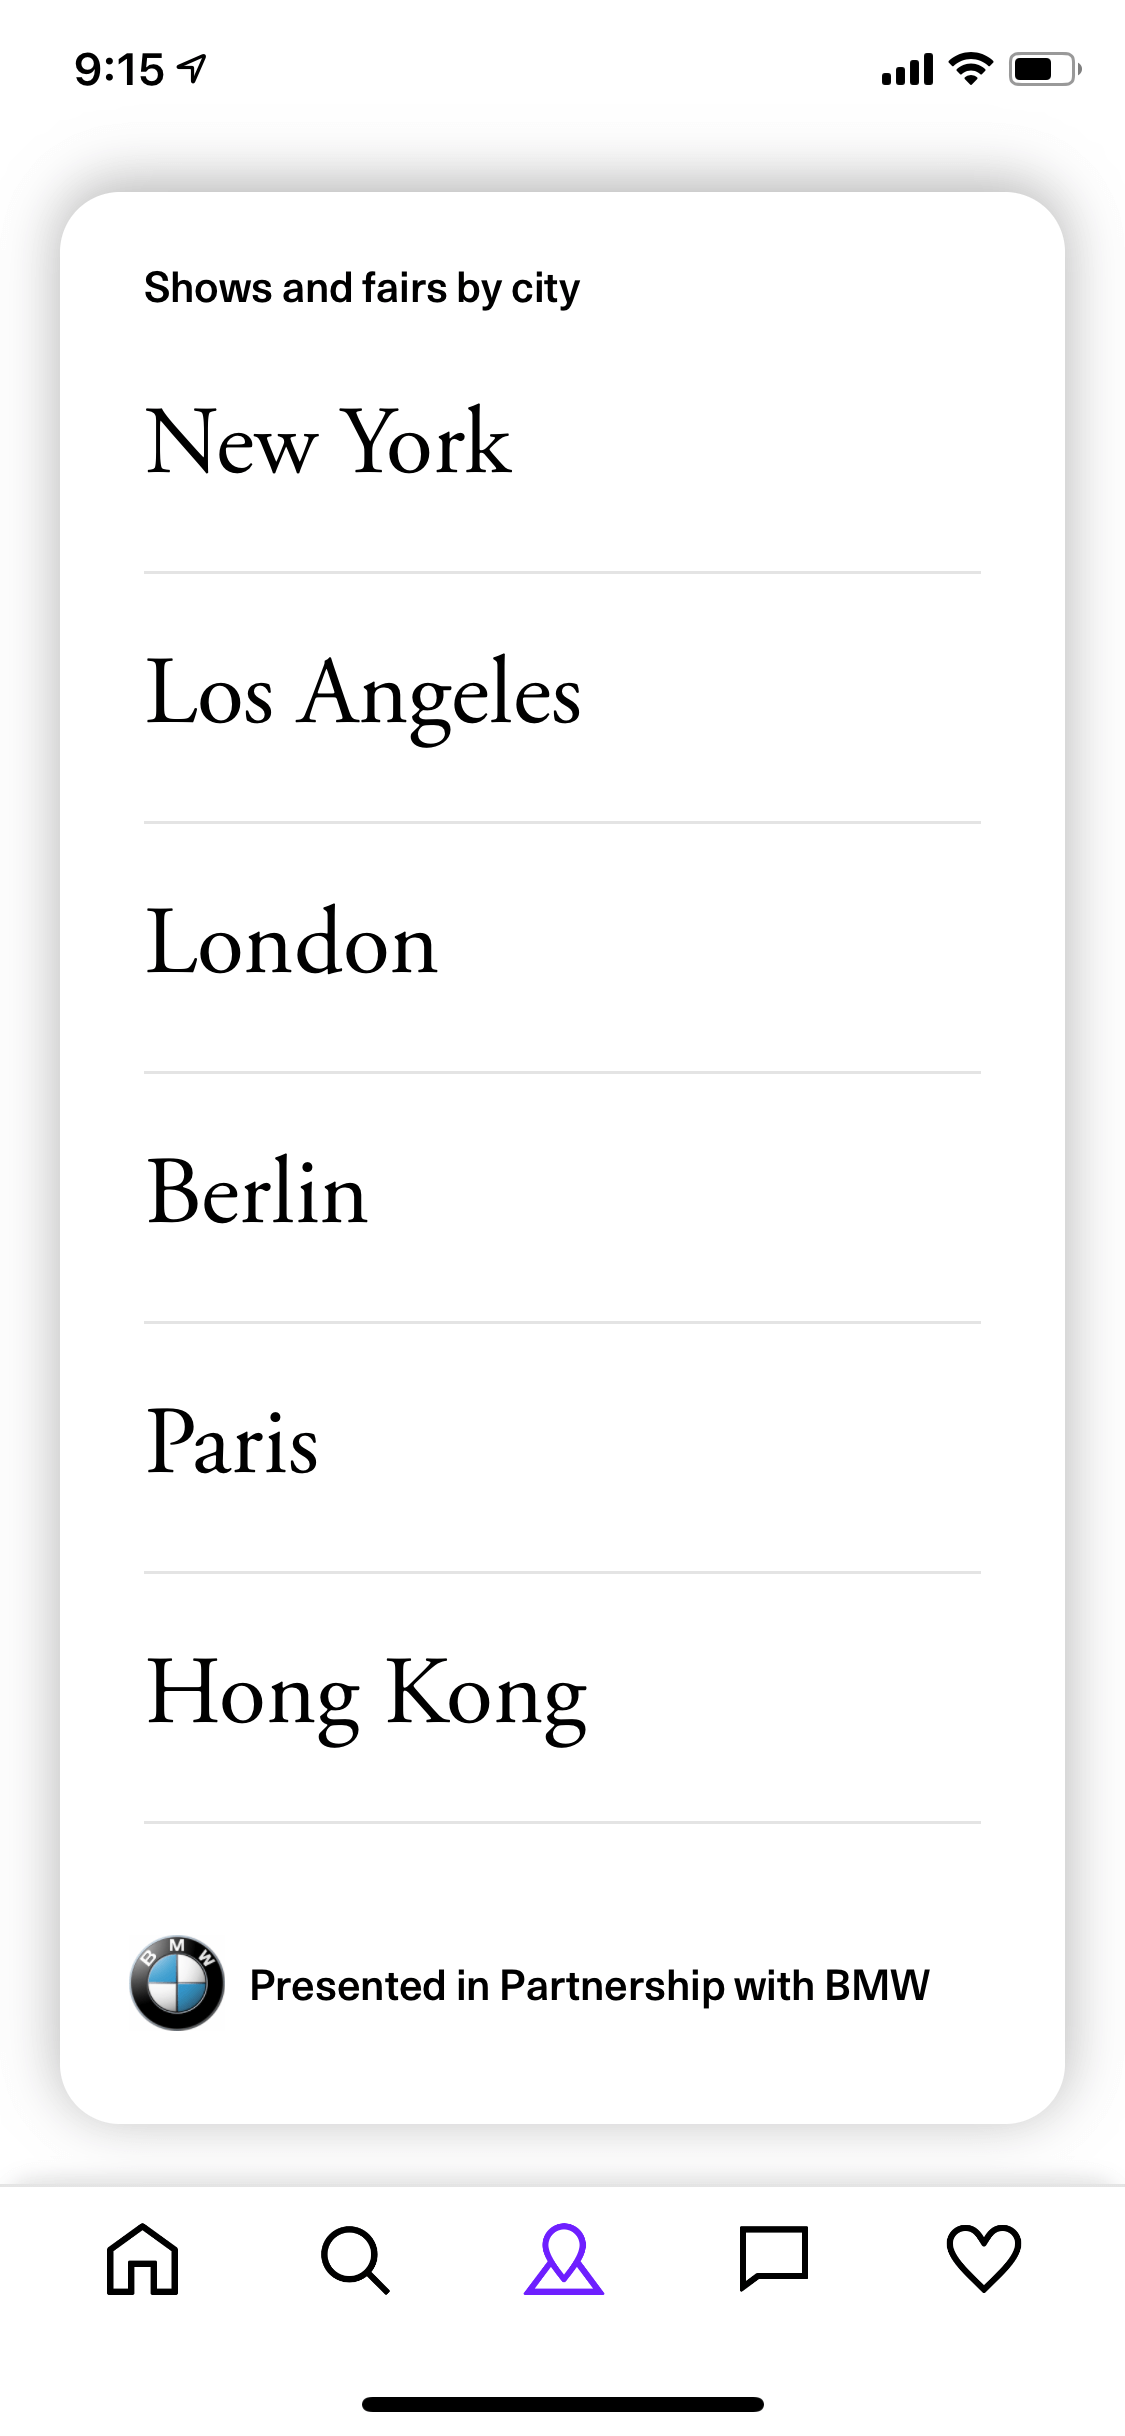 9:15
Shows and fairs by city
New York
Los Angeles
London
Berlin
Paris
Hong Kong
BMW
Presented in Partnership with BMW